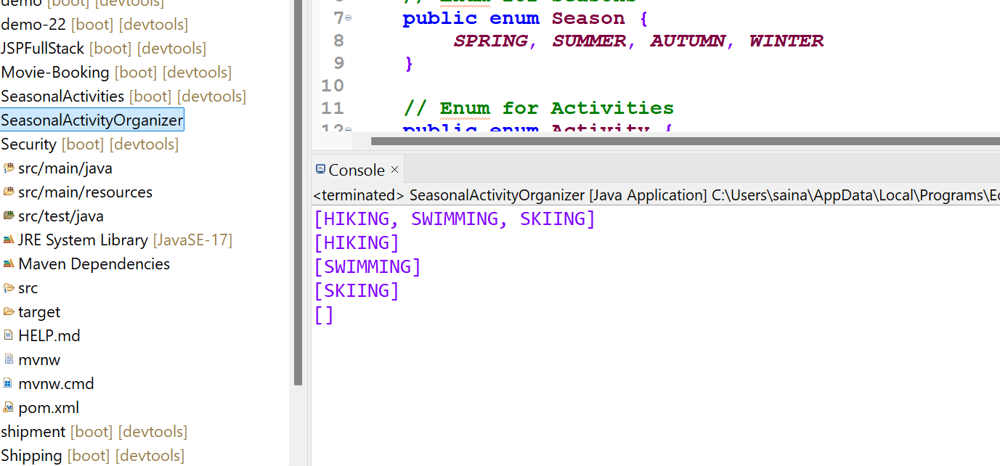 demo [boot] [devtools]
demo-22 [boot] [devtools]
JSPFullStack [boot] [devtools]
Movie-Booking [boot] [devtools]
SeasonalActivities [boot] [devtools]
SeasonalActivityOrganizer
Security [boot] [devtools]
src/main/java
src/main/resources
src/test/java
JRE System Library [JavaSE-17]
Maven Dependencies
src
target
HELP.md
mvnw
mvnw.cmd
pom.xml
shipment [boot] [devtools]
Shipping [boot] [devtools]
// Enum for Seasons
7 public enum Season {
8 SPRING, SUMMER, AUTUMN, WINTER
9 }
10
11 // Enum for Activities
12 public enum Activity {
Console
<terminated> SeasonalActivityOrganizer [Java Application] C:\Users\saina\AppData\Local\Programs\
[HIKING, SWIMMING, SKIING]
[HIKING]
[SWIMMING]
[SKIING]
[]